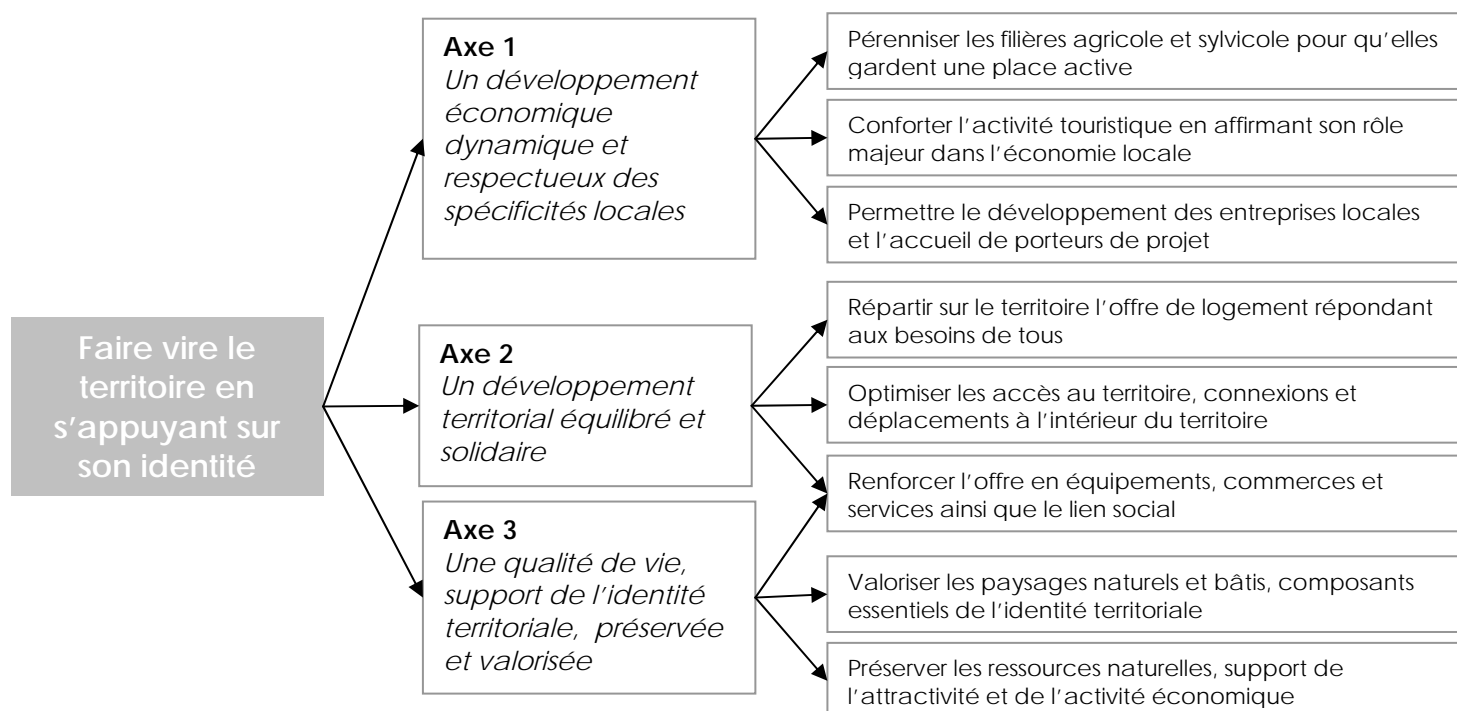 Faire vire le
territoire en
s'appuyant sur
son identité
Axe 1
Un développement
économique
dynamique et
respectueux des
spécificités locales
Pérenniser les filières agricole et sylvicole pour qu'elles
gardent une place active
Conforter l'activité touristique en affirmant son rôle
majeur dans l'économie locale
Permettre le développement des entreprises locales
et l'accueil de porteurs de projet
Axe 2
Un développement
territorial équilibré et
solidaire
Répartir sur le territoire l'offre de logement répondant
aux besoins de tous
Optimiser les accès au territoire, connexions et
déplacements à l'intérieur du territoire
Renforcer l'offre en équipements, commerces et
services ainsi que le lien social
Axe 3
Une qualité de vie,
support de l'identité
territoriale, préservée
et valorisée
Valoriser les paysages naturels et bâtis, composants
essentiels de l'identité territoriale
Préserver les ressources naturelles, support de
l'attractivité et de l'activité économique